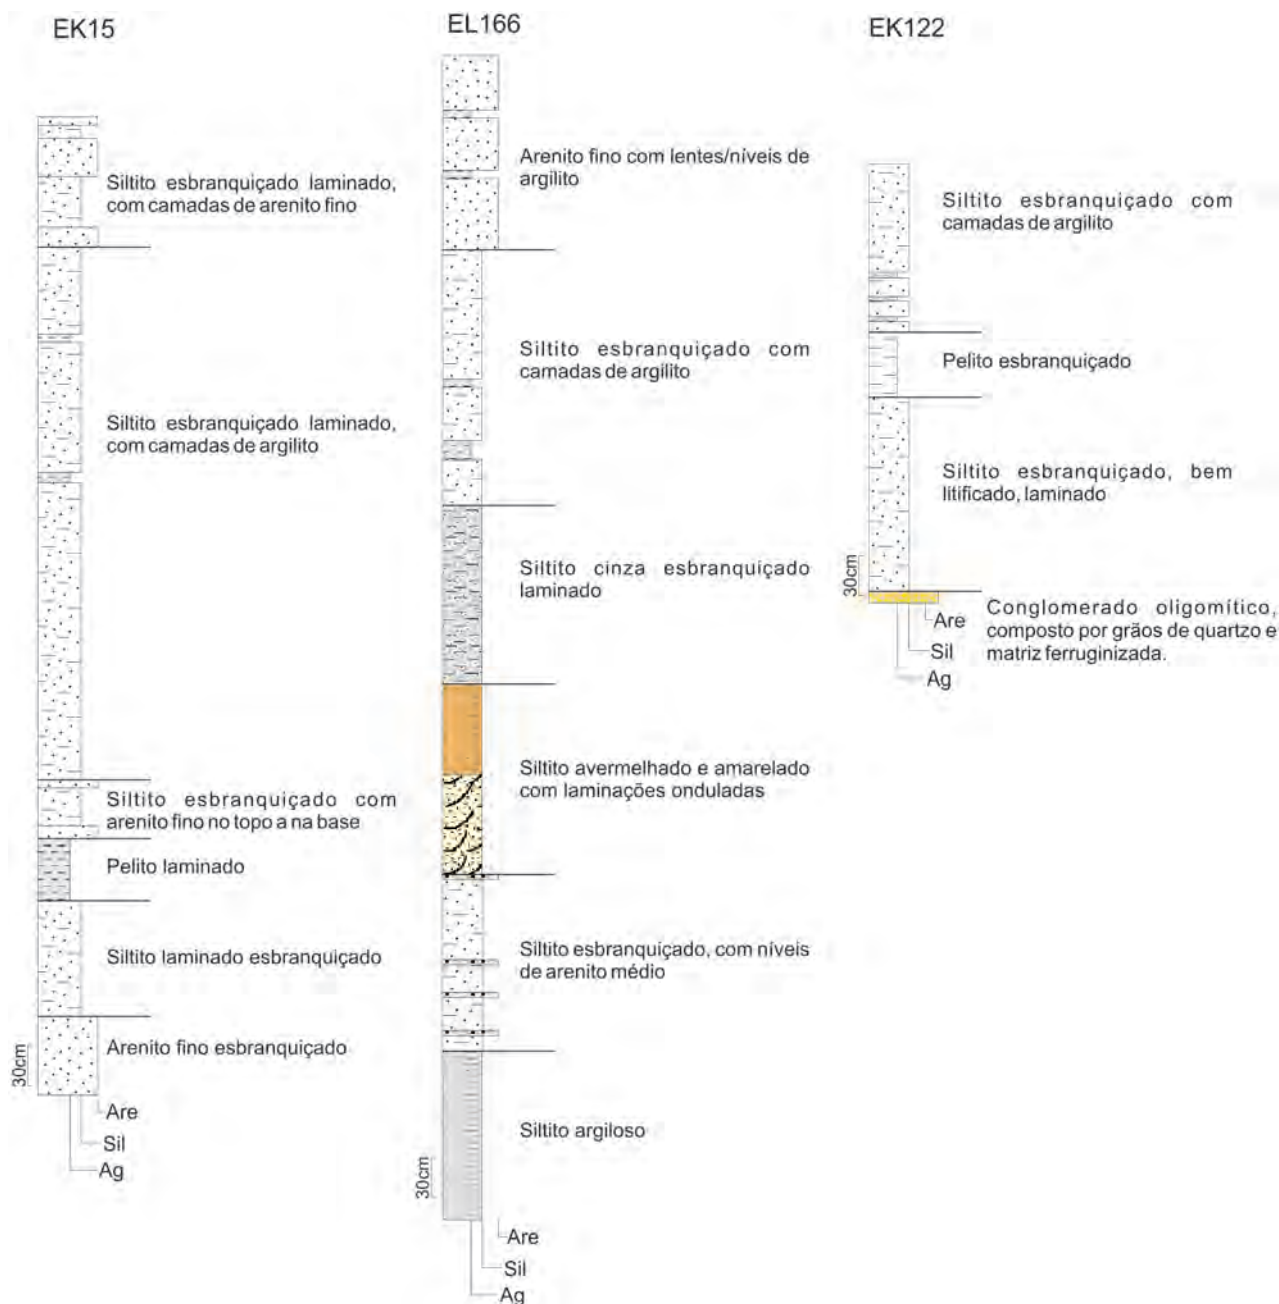 EK15
Siltito esbranquiçado laminado,
com camadas de arenito fino
Siltito esbranquiçado laminado,
com camadas de argilito
Siltito esbranquiçado com
arenito fino no topo a na base
Pelito laminado
Siltito laminado esbranquiçado
Arenito fino esbranquiçado
30cm
Are
Sil
Ag
EL166
Arenito fino com lentes/níveis de
argilito
Siltito esbranquiçado com
camadas de argilito
Siltito cinza esbranquiçado
laminado
Siltito avermelhado e amarelado
com laminações onduladas
Siltito esbranquiçado, com níveis
de arenito médio
Siltito argiloso
30cm
Are
Sil
Ag
EK122
Siltito esbranquiçado com
camadas de argilito
Pelito esbranquiçado
Siltito esbranquiçado, bem
litificado, laminado
30cm
Conglomerado oligomítico,
composto por grãos de quartzo e
matriz ferruginizada.
Are
Sil
Ag